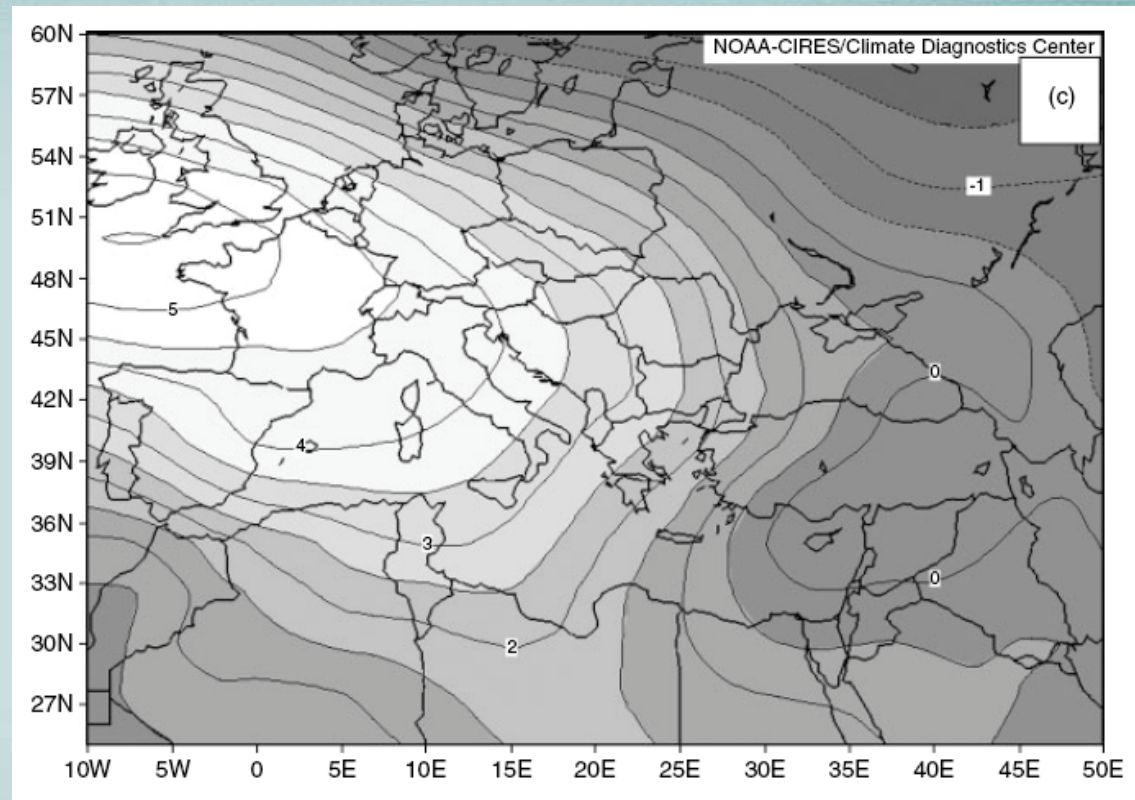 NOAA-CIRES/Climate Diagnostics Center
(c)
60N
57N
54N
51N
48N
45N
42N
39N
36N
33N
30N
27N
-1
5
0
4
3
0
2
10W 5W 0 5E 10E 15E 20E 25E 30E 35E 40E 45E 50E